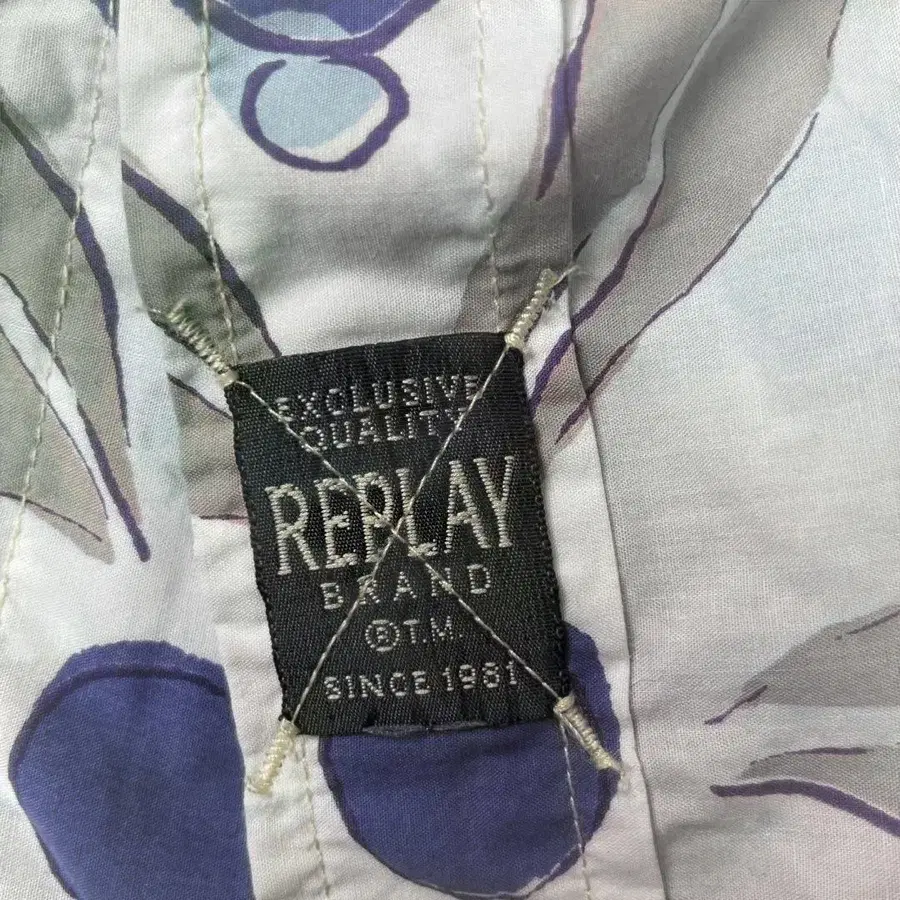 EXCLUSIVE
QUALITY
REPLAY
BRAND
®T.M.
SINCE 1981